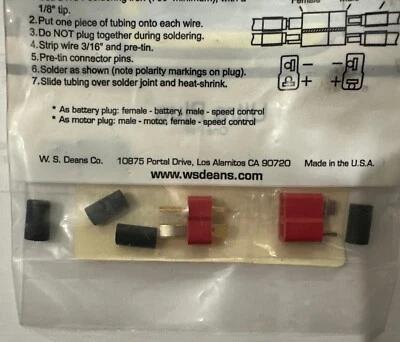 1/8" tip.
2.Put one piece of tubing onto each wire.
3.Do NOT plug together during soldering.
4.Strip wire 3/16" and pre-tin.
5.Pre-tin connector pins.
6.Solder as shown (note polarity markings on plug).
7.Slide tubing over solder joint and heat-shrink.
* As battery plug: female - battery, male - speed control
* As motor plug: male - motor, female - speed control
W. S. Deans Co. 10875 Portal Drive, Los Alamitos CA 90720 Made in the U.S.A.
www.wsdeans.com